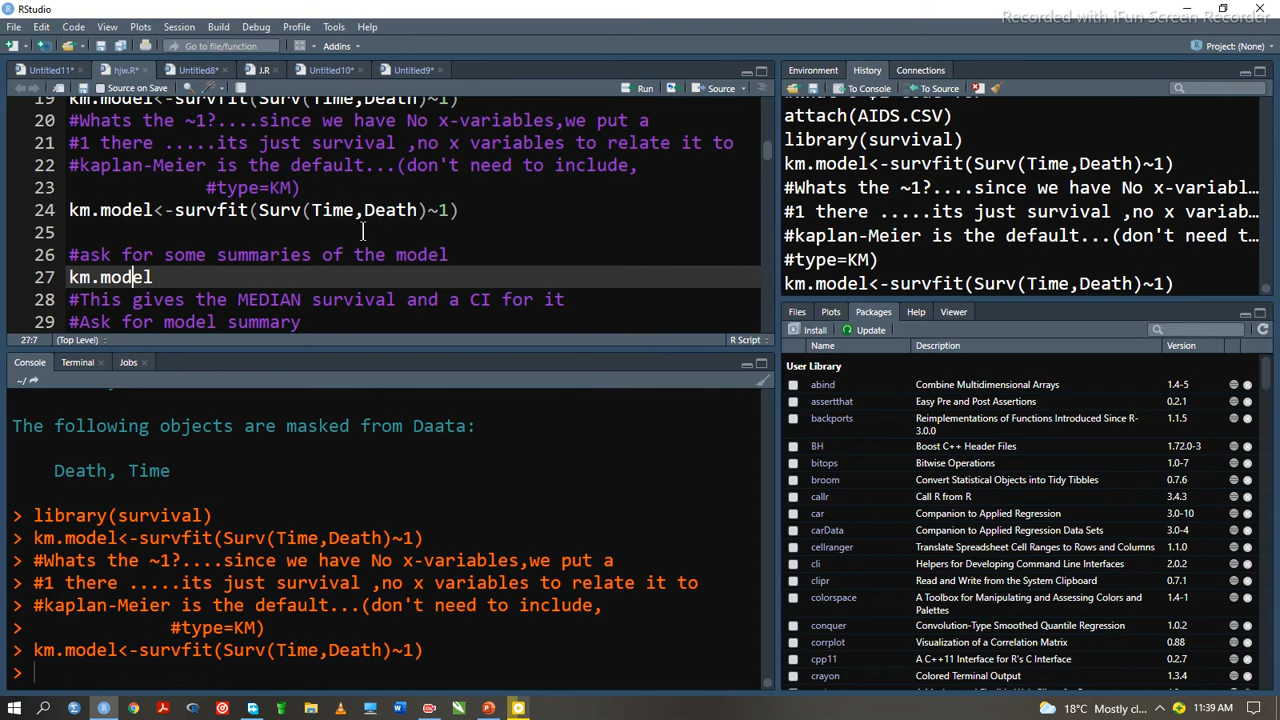 RStudio
Recorded with iFun Screen Recorder
File Edit Code View Plots Session Build Debug Profile Tools Help
Go to file/function Addins Project: (None)
Untitled11* hjw.R* Untitled8* J.R Untitled10* Untitled9*
Source on Save Run Source
19 km.model<-survfit(Surv(Time,Death)~1)
20 #Whats the ~1?....since we have No x-variables,we put a
21 #1 there .....its just survival ,no x variables to relate it to
22 #kaplan-Meier is the default...(don't need to include,
23 #type=KM)
24 km.model<-survfit(Surv(Time,Death)~1)
25
26 #ask for some summaries of the model
27 km.model
28 #This gives the MEDIAN survival and a CI for it
29 #Ask for model summary
27:7 (Top Level) R Script
Console Terminal Jobs
~/
The following objects are masked from Daata:
Death, Time
> library(survival)
> km.model<-survfit(Surv(Time,Death)~1)
> #Whats the ~1?....since we have No x-variables,we put a
> #1 there .....its just survival ,no x variables to relate it to
> #kaplan-Meier is the default...(don't need to include,
> #type=KM)
> km.model<-survfit(Surv(Time,Death)~1)
>
Environment History Connections
To Console To Source
attach(AIDS.CSV)
library(survival)
km.model<-survfit(Surv(Time,Death)~1)
#Whats the ~1?....since we have No x-vari…
#1 there .....its just survival ,no x variab…
#kaplan-Meier is the default...(don't need t…
#type=KM)
km.model<-survfit(Surv(Time,Death)~1)
Files Plots Packages Help Viewer
Install Update
Name Description Version
User Library
abind Combine Multidimensional Arrays 1.4-5
assertthat Easy Pre and Post Assertions 0.2.1
backports Reimplementations of Functions Introduced Since R- 1.1.5
3.0.0
BH Boost C++ Header Files 1.72.0-3
bitops Bitwise Operations 1.0-7
broom Convert Statistical Objects into Tidy Tibbles 0.7.6
callr Call R from R 3.4.3
car Companion to Applied Regression 3.0-10
carData Companion to Applied Regression Data Sets 3.0-4
cellranger Translate Spreadsheet Cell Ranges to Rows and Columns 1.1.0
cli Helpers for Developing Command Line Interfaces 2.0.2
clipr Read and Write from the System Clipboard 0.7.1
colorspace A Toolbox for Manipulating and Assessing Colors and 1.4-1
Palettes
conquer Convolution-Type Smoothed Quantile Regression 1.0.2
corrplot Visualization of a Correlation Matrix 0.88
cpp11 A C++11 Interface for R's C Interface 0.2.7
crayon Colored Terminal Output 1.3.4
18°C Mostly cl... 11:39 AM